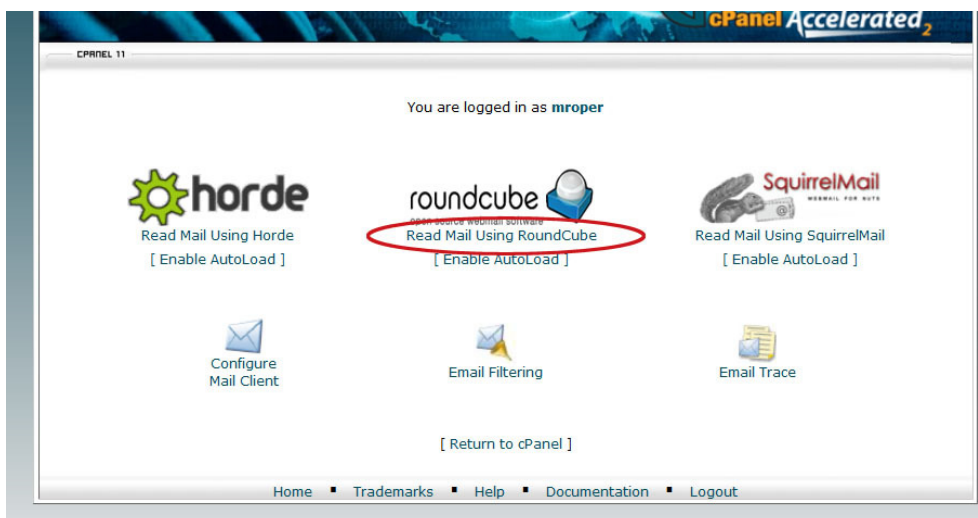 cPanel Accelerated2
CPANEL 11
You are logged in as mroper
horde
roundcube
open source webmail software
SquirrelMail
WEBMAIL FOR NUTS
Read Mail Using Horde
Read Mail Using RoundCube
Read Mail Using SquirrelMail
[ Enable AutoLoad ]
[ Enable AutoLoad ]
[ Enable AutoLoad ]
Configure
Mail Client
Email Filtering
Email Trace
[ Return to cPanel ]
Home ▪ Trademarks ▪ Help ▪ Documentation ▪ Logout